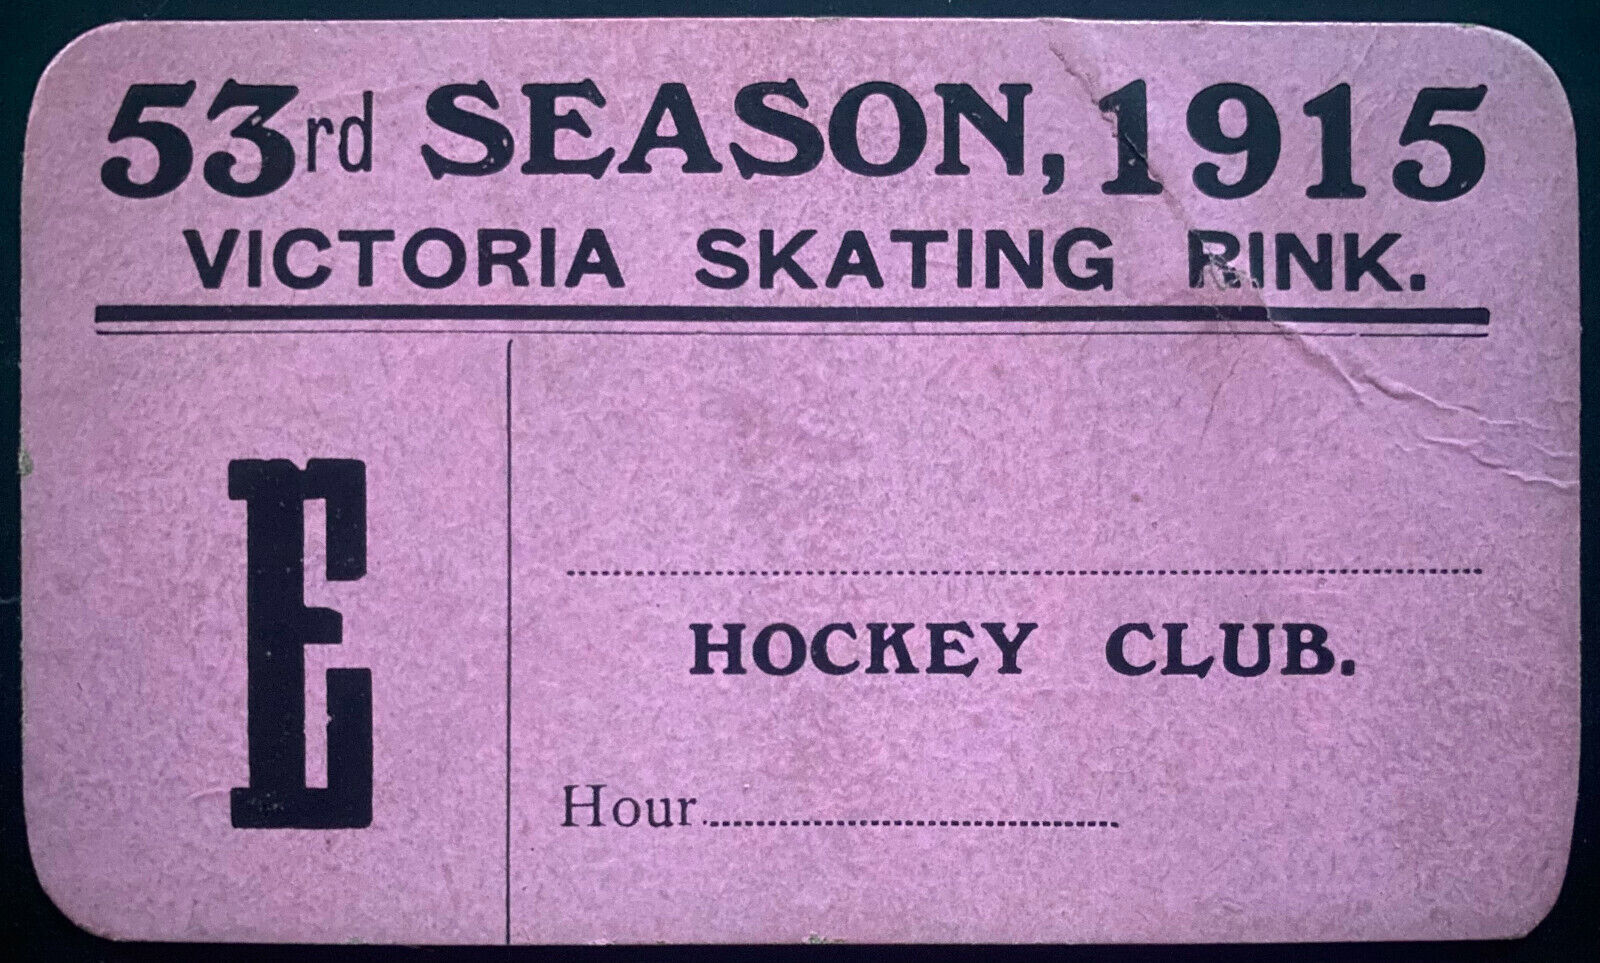 53rd SEASON, 1915
VICTORIA SKATING RINK.
E
HOCKEY CLUB.
Hour